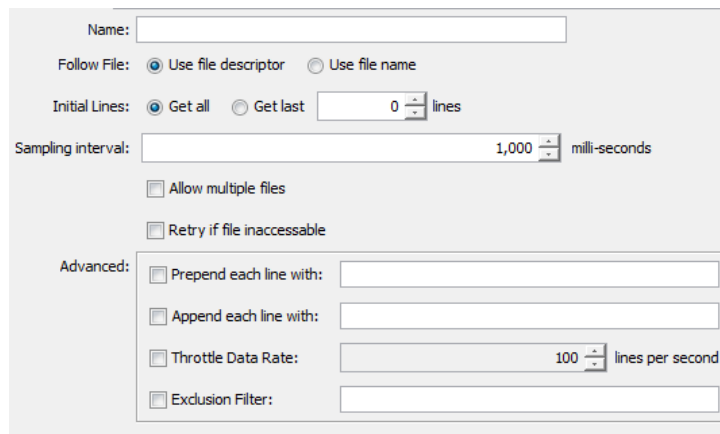 Name:
Follow File: Use file descriptor Use file name
Initial Lines: Get all Get last 0 lines
Sampling interval: 1,000 milli-seconds
Allow multiple files
Retry if file inaccessable
Advanced:
Prepend each line with:
Append each line with:
Throttle Data Rate: 100 lines per second
Exclusion Filter: